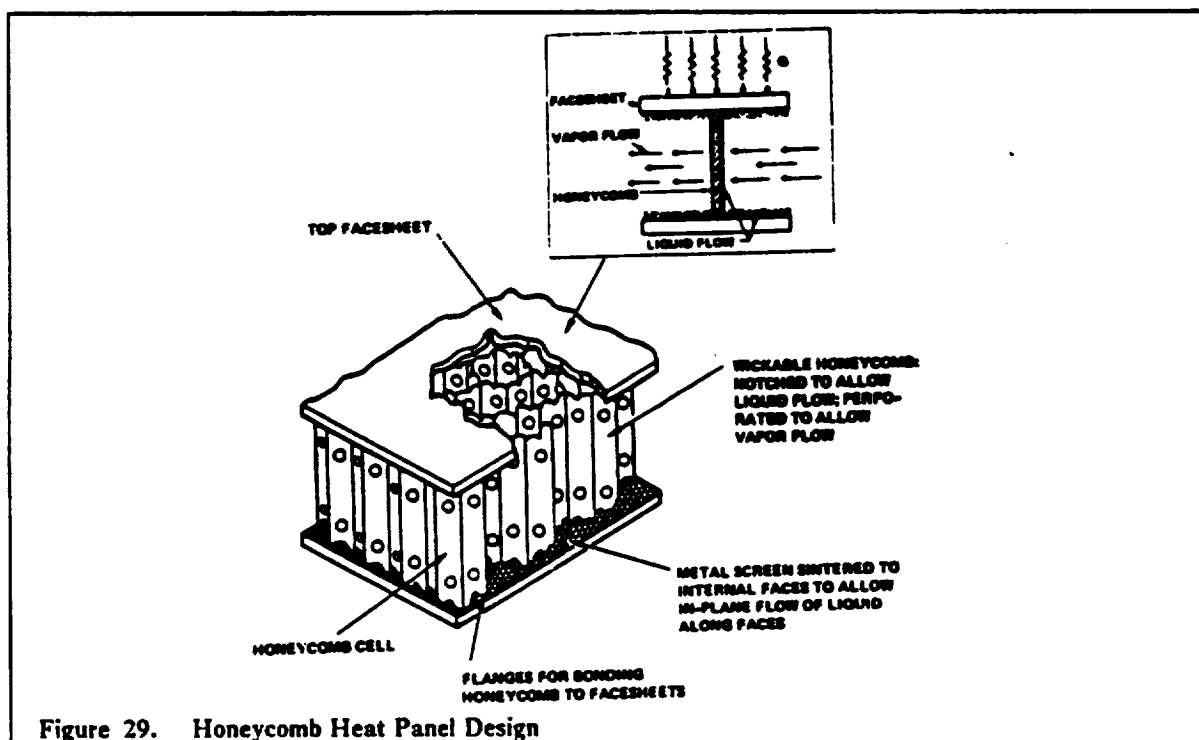 FACESHEET
VAPOR FLOW
HONEYCOMB
LIQUID FLOW
TOP FACESHEET
WICKABLE HONEYCOMB:
NOTCHED TO ALLOW
LIQUID FLOW; PERFO-
RATED TO ALLOW
VAPOR FLOW
METAL SCREEN SINTERED TO
INTERNAL FACES TO ALLOW
IN-PLANE FLOW OF LIQUID
ALONG FACES
HONEYCOMB CELL
FLANGES FOR BONDING
HONEYCOMB TO FACESHEETS
Figure 29. Honeycomb Heat Panel Design